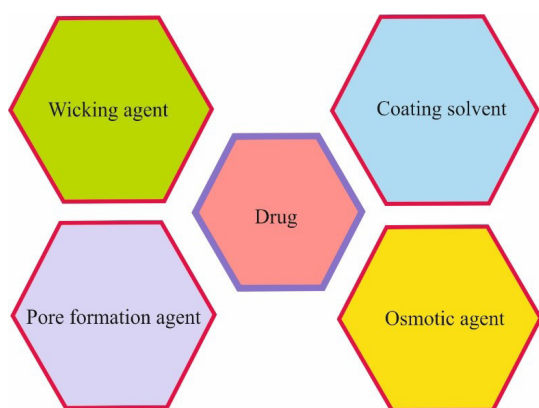 Wicking agent
Coating solvent
Drug
Pore formation agent
Osmotic agent